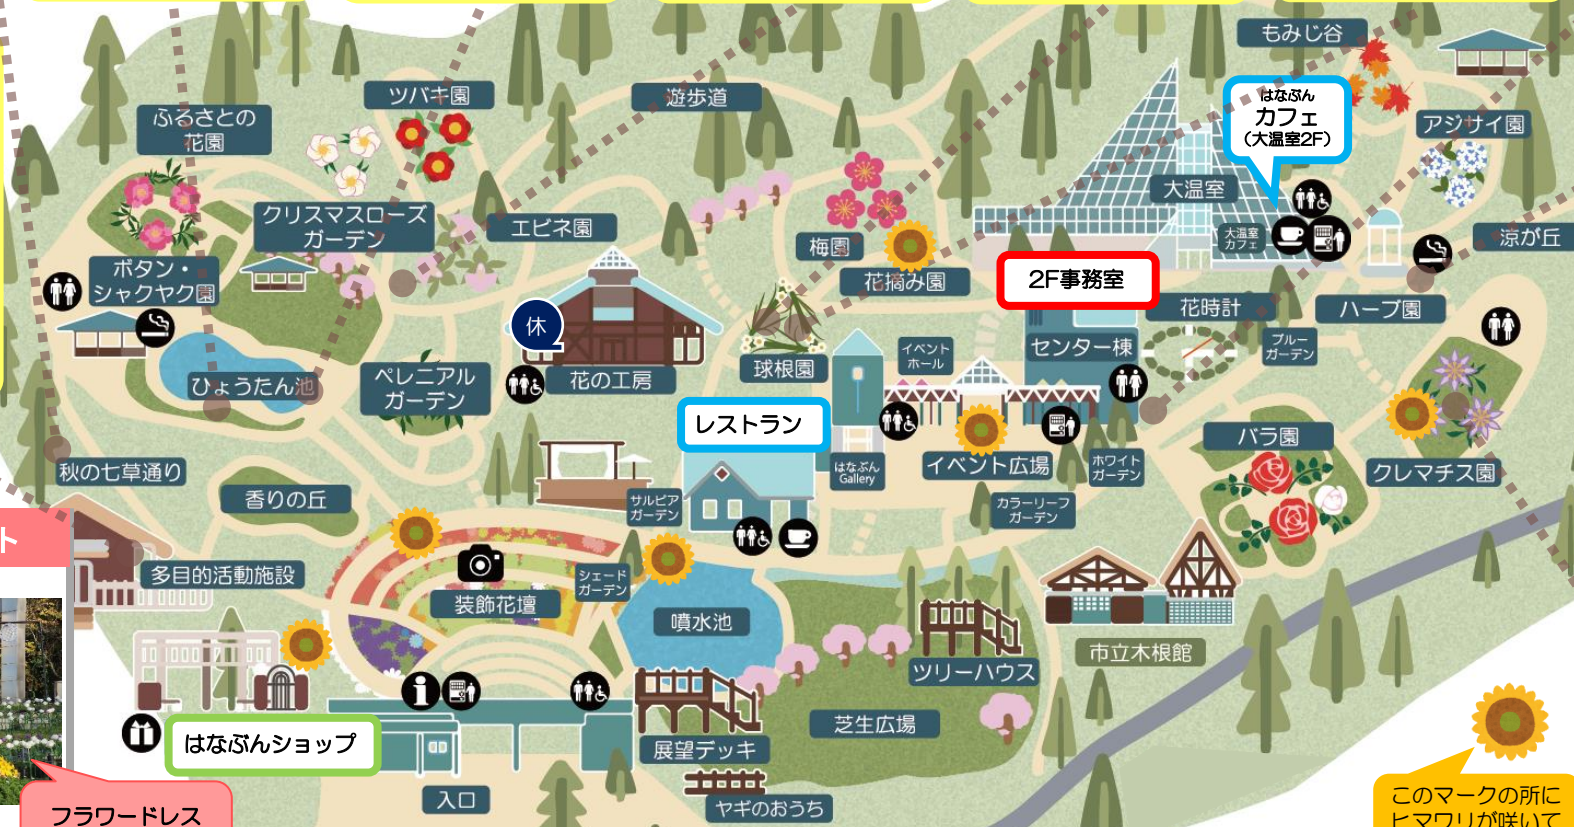 もみじ谷
ツバキ園
遊歩道
はなぶん
カフェ
(大温室2F)
ふるさとの
花園
アジサイ園
大温室
クリスマスローズ
ガーデン
エビネ園
梅園
大温室
カフェ
涼が丘
ボタン・
シャクヤク園
花摘み園
2F事務室
花時計
ハーブ園
休
イベント
ホール
センター棟
ブルー
ガーデン
ひょうたん池
ペレニアル
ガーデン
花の工房
球根園
レストラン
バラ園
秋の七草通り
はなぶん
Gallery
イベント広場
ホワイト
ガーデン
クレマチス園
香りの丘
サルビア
ガーデン
カラーリーフ
ガーデン
ト
多目的活動施設
シェード
ガーデン
装飾花壇
噴水池
市立木根館
ツリーハウス
i
はなぶんショップ
展望デッキ
芝生広場
入口
ヤギのおうち
フラワードレス
このマークの所に
ヒマワリが咲いて